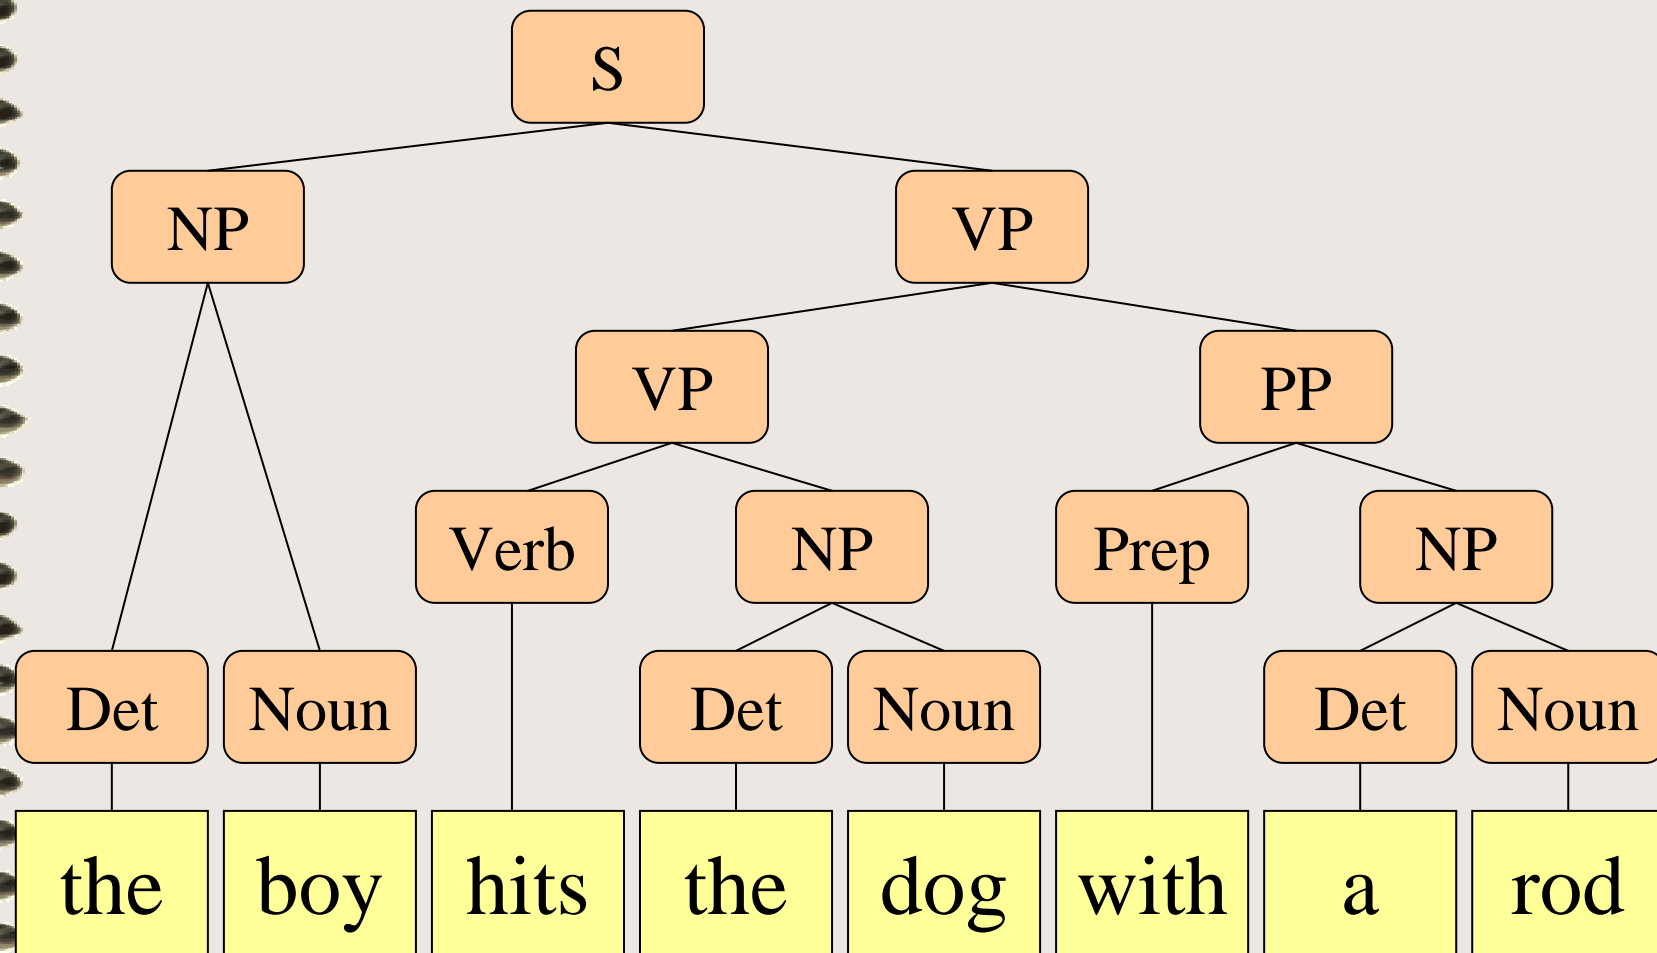 S
NP VP
VP PP
Verb NP Prep NP
Det Noun Det Noun Det Noun
the boy hits the dog with a rod